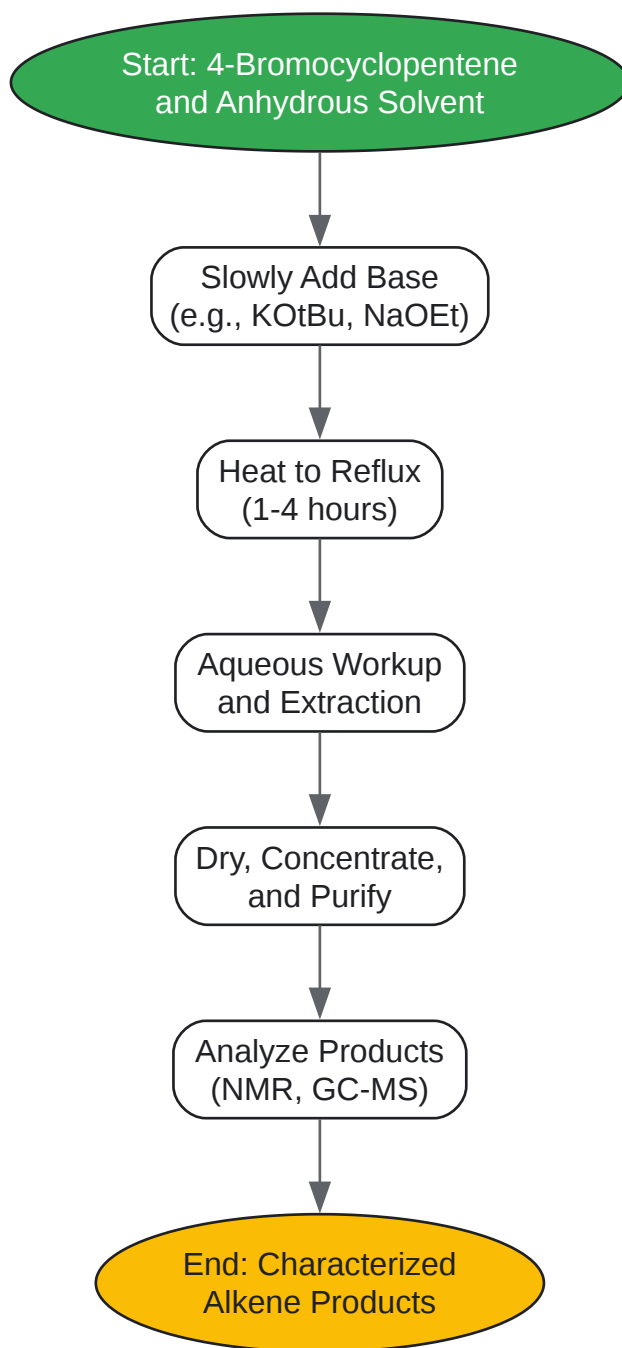 Start: 4-Bromocyclopentene
and Anhydrous Solvent
Slowly Add Base
(e.g., KOtBu, NaOEt)
Heat to Reflux
(1-4 hours)
Aqueous Workup
and Extraction
Dry, Concentrate,
and Purify
Analyze Products
(NMR, GC-MS)
End: Characterized
Alkene Products